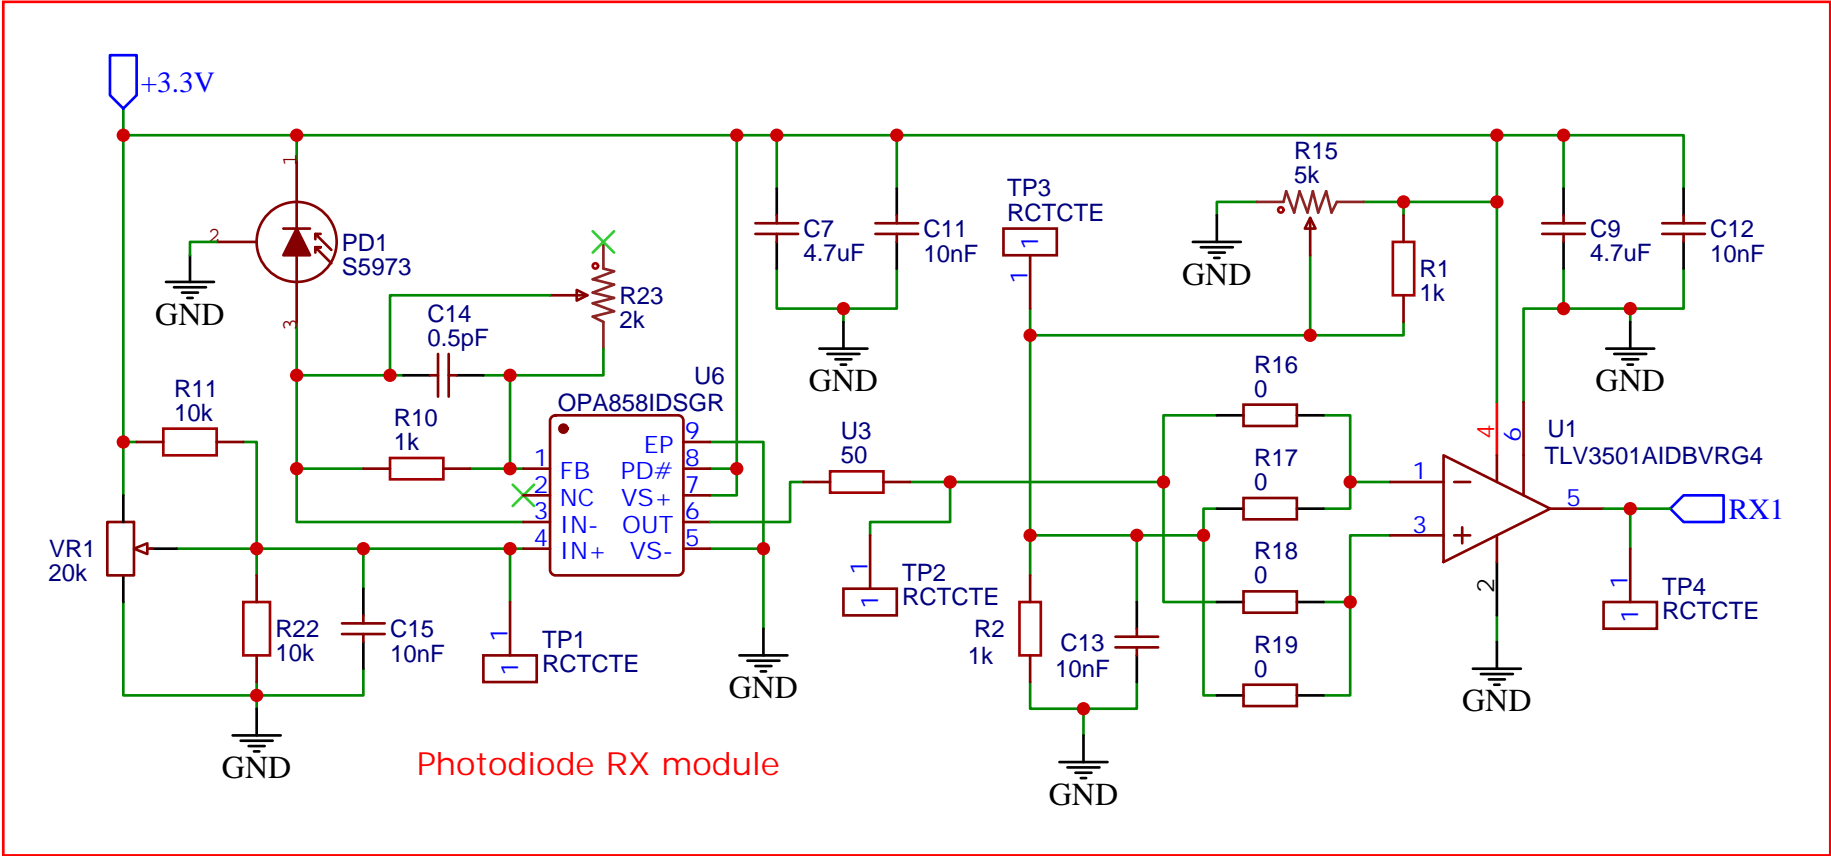 +3.3V
R15
5k
TP3
RCTCTE
1
1
1
2
3
PD1
S5973
GND
C7
4.7uF
C11
10nF
GND
GND
R1
1k
C9
4.7uF
C12
10nF
GND
R23
2k
C14
0.5pF
R11
10k
R10
1k
U6
OPA858IDSGR
1
2
3
4
FB
NC
IN-
IN+
EP
PD#
VS+
OUT
VS-
9
8
7
6
5
U3
50
R16
0
R17
0
R18
0
R19
0
U1
TLV3501AIDBVRG4
4
6
1
3
5
2
RX1
VR1
20k
R22
10k
C15
10nF
1
1
TP1
RCTCTE
GND
1
1
TP2
RCTCTE
R2
1k
C13
10nF
1
1
TP4
RCTCTE
GND
GND
GND
Photodiode RX module